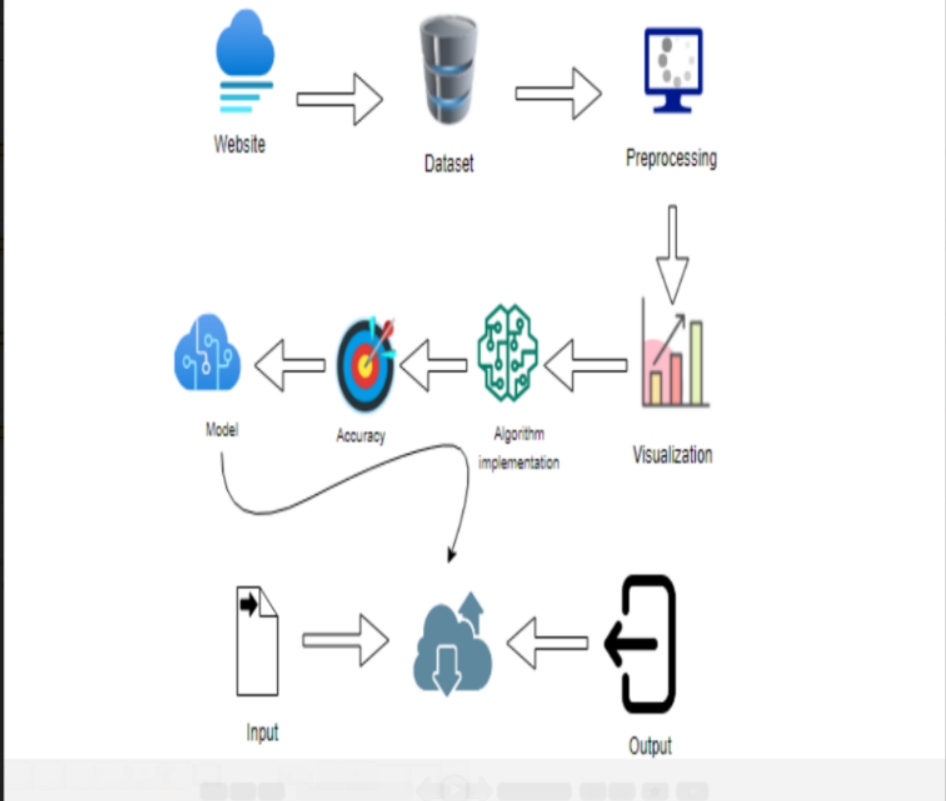 Website
Dataset
Preprocessing
Model
Accuracy
Algorithm
implementation
Visualization
Input
Output